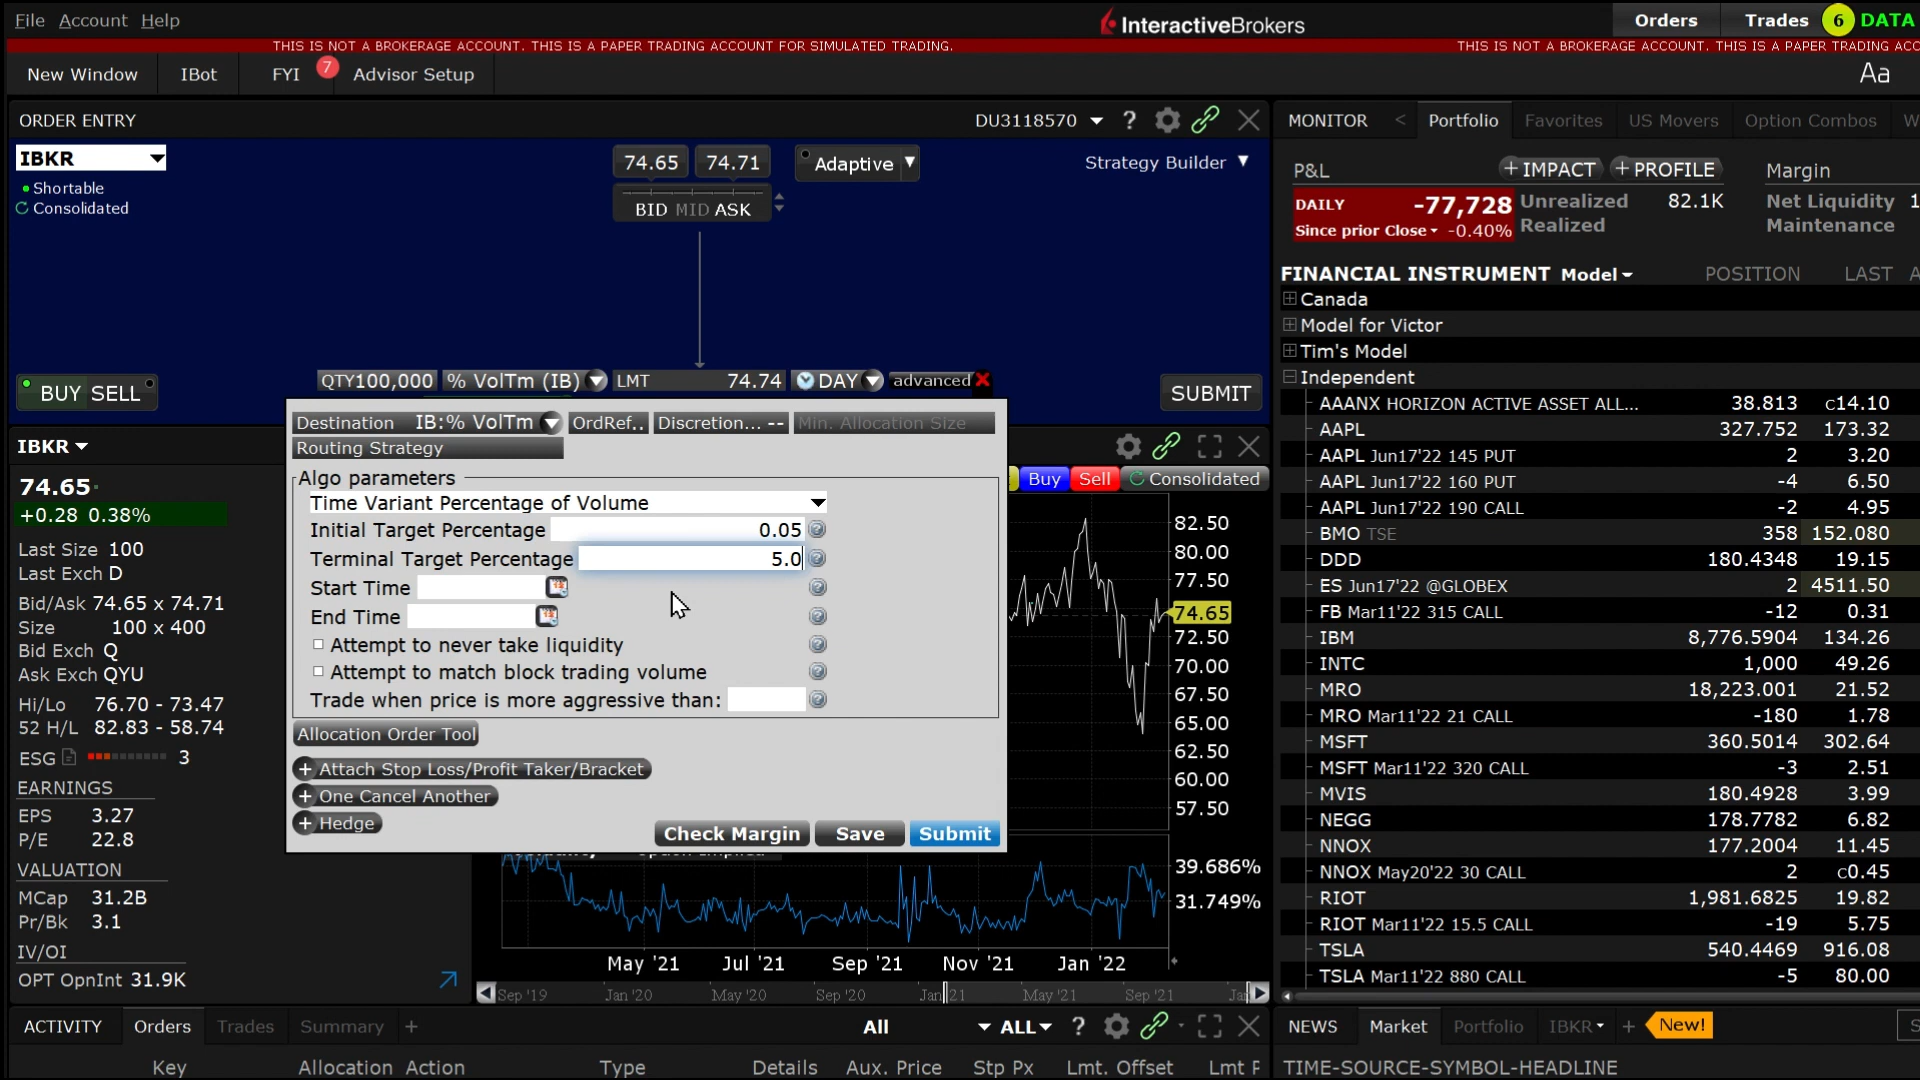 File Account Help
InteractiveBrokers
Orders Trades 6 DATA
THIS IS NOT A BROKERAGE ACCOUNT. THIS IS A PAPER TRADING ACCOUNT FOR SIMULATED TRADING.
THIS IS NOT A BROKERAGE ACCOUNT. THIS IS A PAPER TRADING ACC
New Window IBot FYI 7 Advisor Setup
Aa
ORDER ENTRY
DU3118570 ?
IBKR
Shortable
Consolidated
74.65 74.71
BID MID ASK
Adaptive
Strategy Builder
BUY SELL
QTY100,000 % VolTm (IB) LMT 74.74 DAY advanced
SUBMIT
Destination IB:% VolTm OrdRef.. Discretion... -- Min. Allocation Size
Routing Strategy
Algo parameters
Time Variant Percentage of Volume
Initial Target Percentage 0.05
Terminal Target Percentage 5.0
Start Time
End Time
Attempt to never take liquidity
Attempt to match block trading volume
Trade when price is more aggressive than:
Allocation Order Tool
+ Attach Stop Loss/Profit Taker/Bracket
+ One Cancel Another
+ Hedge
Check Margin Save Submit
IBKR
74.65
+0.28 0.38%
Last Size 100
Last Exch D
Bid/Ask 74.65 x 74.71
Size 100 x 400
Bid Exch Q
Ask Exch QYU
Hi/Lo 76.70 - 73.47
52 H/L 82.83 - 58.74
ESG 3
EARNINGS
EPS 3.27
P/E 22.8
VALUATION
MCap 31.2B
Pr/Bk 3.1
IV/OI
OPT OpnInt 31.9K
Buy Sell Consolidated
82.50
80.00
77.50
74.65
72.50
70.00
67.50
65.00
62.50
60.00
57.50
39.686%
31.749%
May '21 Jul '21 Sep '21 Nov '21 Jan '22
Sep '19 Jan '20 May '20 Sep '20 Jan '21 May '21 Sep '21
MONITOR < Portfolio Favorites US Movers Option Combos W
P&L + IMPACT + PROFILE Margin
DAILY -77,728 Unrealized 82.1K Net Liquidity 1
Since prior Close -0.40% Realized Maintenance
FINANCIAL INSTRUMENT Model POSITION LAST A
Canada
Model for Victor
Tim's Model
Independent
AAANX HORIZON ACTIVE ASSET ALL... 38.813 C14.10
AAPL 327.752 173.32
AAPL Jun17'22 145 PUT 2 3.20
AAPL Jun17'22 160 PUT -4 6.50
AAPL Jun17'22 190 CALL -2 4.95
BMO TSE 358 152.080
DDD 180.4348 19.15
ES Jun17'22 @GLOBEX 2 4511.50
FB Mar11'22 315 CALL -12 0.31
IBM 8,776.5904 134.26
INTC 1,000 49.26
MRO 18,223.001 21.52
MRO Mar11'22 21 CALL -180 1.78
MSFT 360.5014 302.64
MSFT Mar11'22 320 CALL -3 2.51
MVIS 180.4928 3.99
NEGG 178.7782 6.82
NNOX 177.2004 11.45
NNOX May20'22 30 CALL 2 C0.45
RIOT 1,981.6825 19.82
RIOT Mar11'22 15.5 CALL -19 5.75
TSLA 540.4469 916.08
TSLA Mar11'22 880 CALL -5 80.00
ACTIVITY Orders Trades Summary + All ALL ?
Key Allocation Action Type Details Aux. Price Stp Px Lmt. Offset Lmt P
NEWS Market Portfolio IBKR + New!
TIME-SOURCE-SYMBOL-HEADLINE